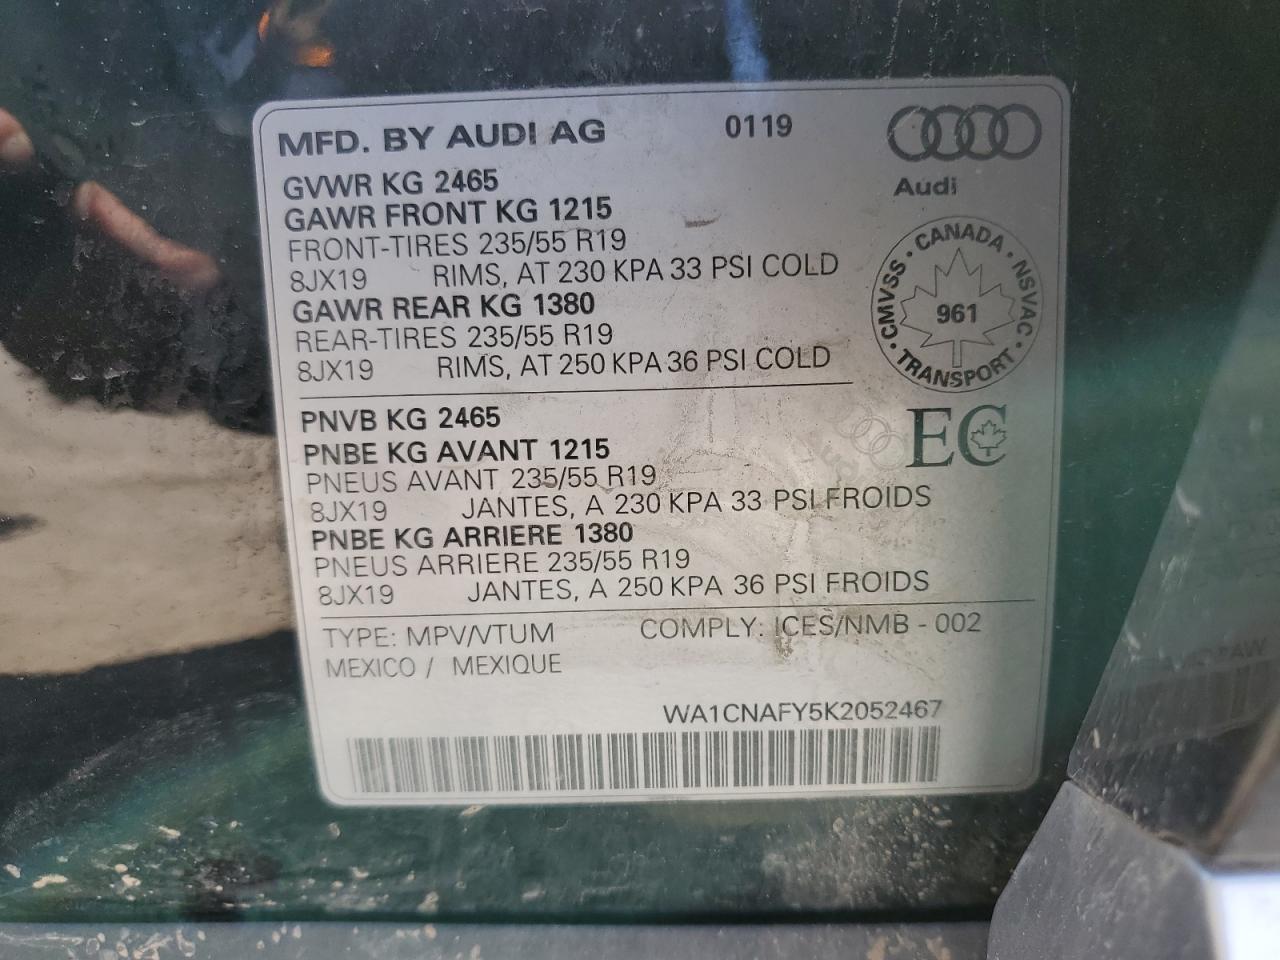 MFD. BY AUDI AG 0119
Audi
GVWR KG 2465
GAWR FRONT KG 1215
FRONT-TIRES 235/55 R19
8JX19 RIMS, AT 230 KPA 33 PSI COLD
GAWR REAR KG 1380
REAR-TIRES 235/55 R19
8JX19 RIMS, AT 250 KPA 36 PSI COLD
CANADA · NSVAC · TRANSPORT · CMVSS ·
961
PNVB KG 2465
EC
PNBE KG AVANT 1215
PNEUS AVANT 235/55 R19
8JX19 JANTES, A 230 KPA 33 PSI FROIDS
PNBE KG ARRIERE 1380
PNEUS ARRIERE 235/55 R19
8JX19 JANTES, A 250 KPA 36 PSI FROIDS
TYPE: MPV/VTUM COMPLY: ICES/NMB - 002
MEXICO / MEXIQUE
WA1CNAFY5K2052467